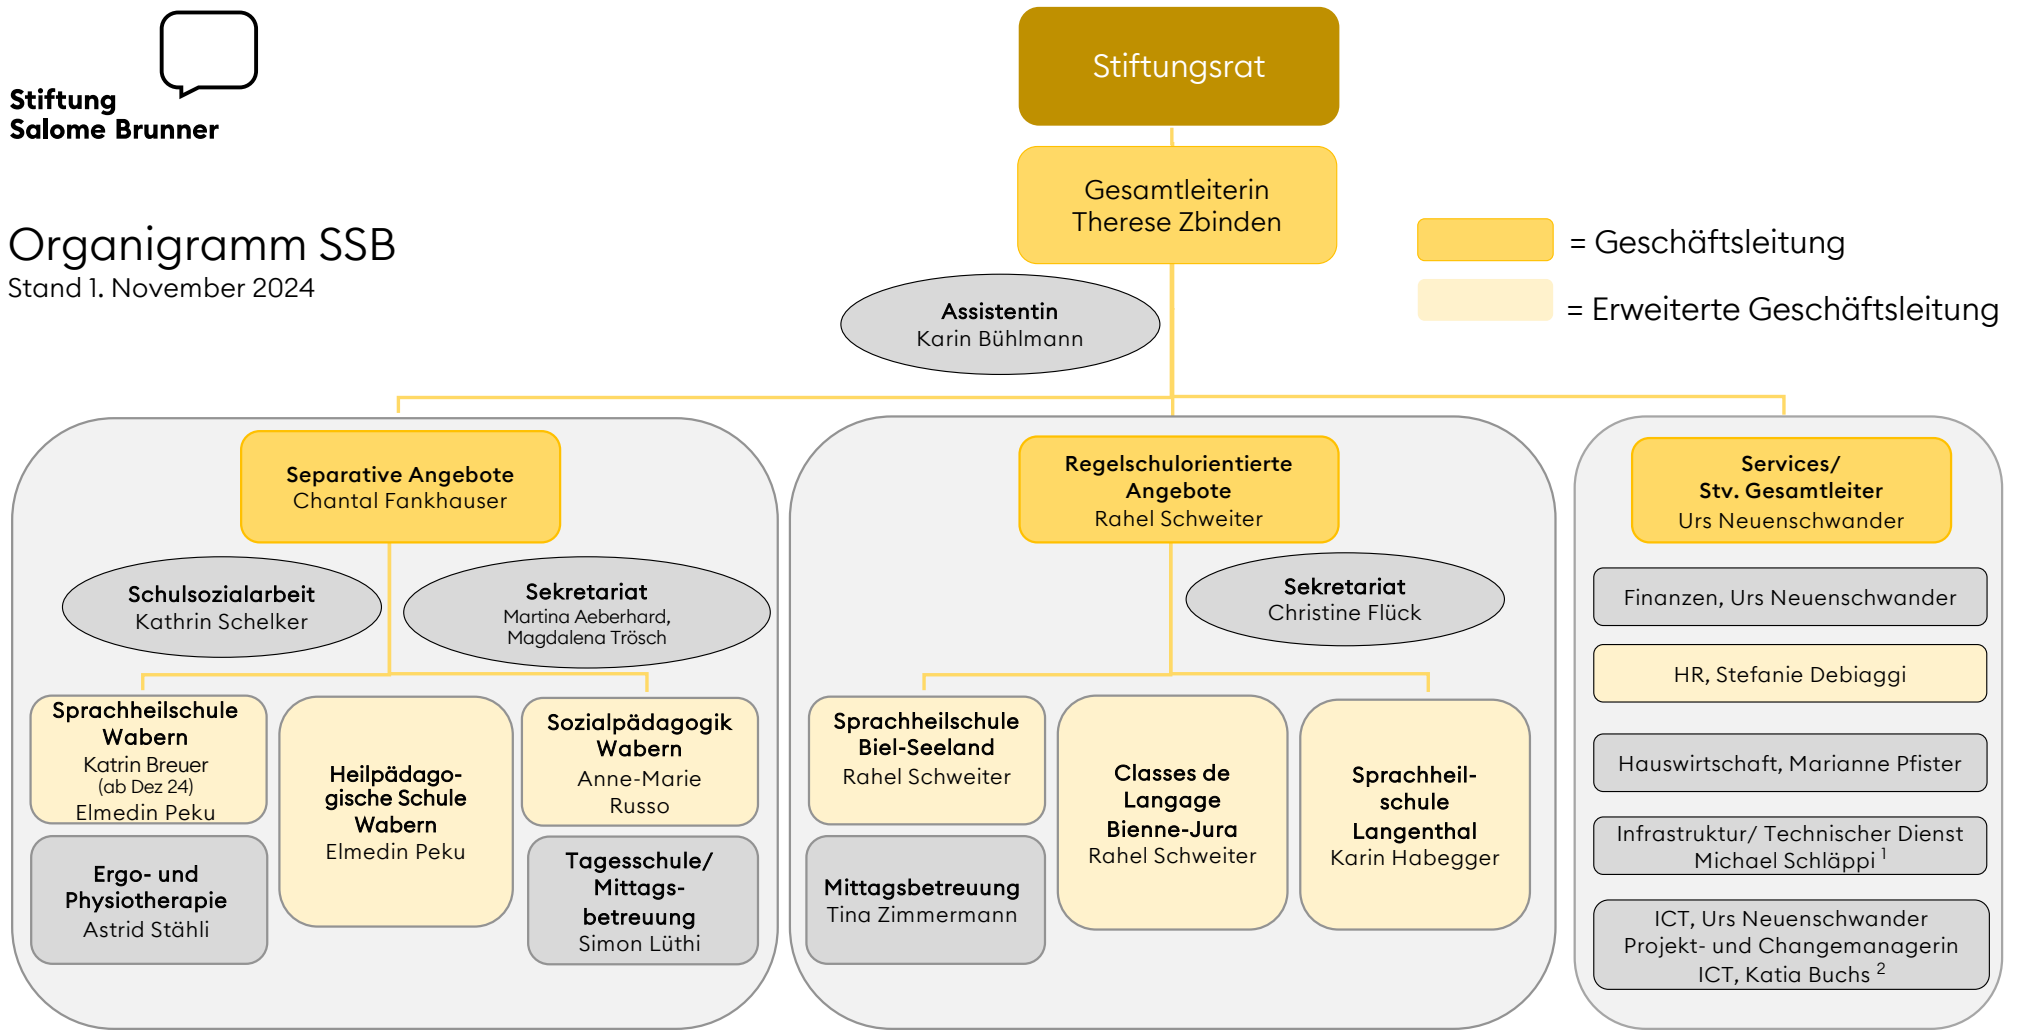 Stiftung
Salome Brunner
Organigramm SSB
Stand 1. November 2024
Stiftungsrat
Gesamtleiterin
Therese Zbinden
= Geschäftsleitung
= Erweiterte Geschäftsleitung
Assistentin
Karin Bühlmann
Separative Angebote
Chantal Fankhauser
Schulsozialarbeit
Kathrin Schelker
Sekretariat
Martina Aeberhard,
Magdalena Trösch
Sprachheilschule
Wabern
Katrin Breuer
(ab Dez 24)
Elmedin Peku
Heilpädago-
gische Schule
Wabern
Elmedin Peku
Sozialpädagogik
Wabern
Anne-Marie
Russo
Ergo- und
Physiotherapie
Astrid Stähli
Tagesschule/
Mittags-
betreuung
Simon Lüthi
Regelschulorientierte
Angebote
Rahel Schweiter
Sekretariat
Christine Flück
Sprachheilschule
Biel-Seeland
Rahel Schweiter
Classes de
Langage
Bienne-Jura
Rahel Schweiter
Sprachheil-
schule
Langenthal
Karin Habegger
Mittagsbetreuung
Tina Zimmermann
Services/
Stv. Gesamtleiter
Urs Neuenschwander
Finanzen, Urs Neuenschwander
HR, Stefanie Debiaggi
Hauswirtschaft, Marianne Pfister
Infrastruktur/ Technischer Dienst
Michael Schläppi ¹
ICT, Urs Neuenschwander
Projekt- und Changemanagerin
ICT, Katia Buchs ²